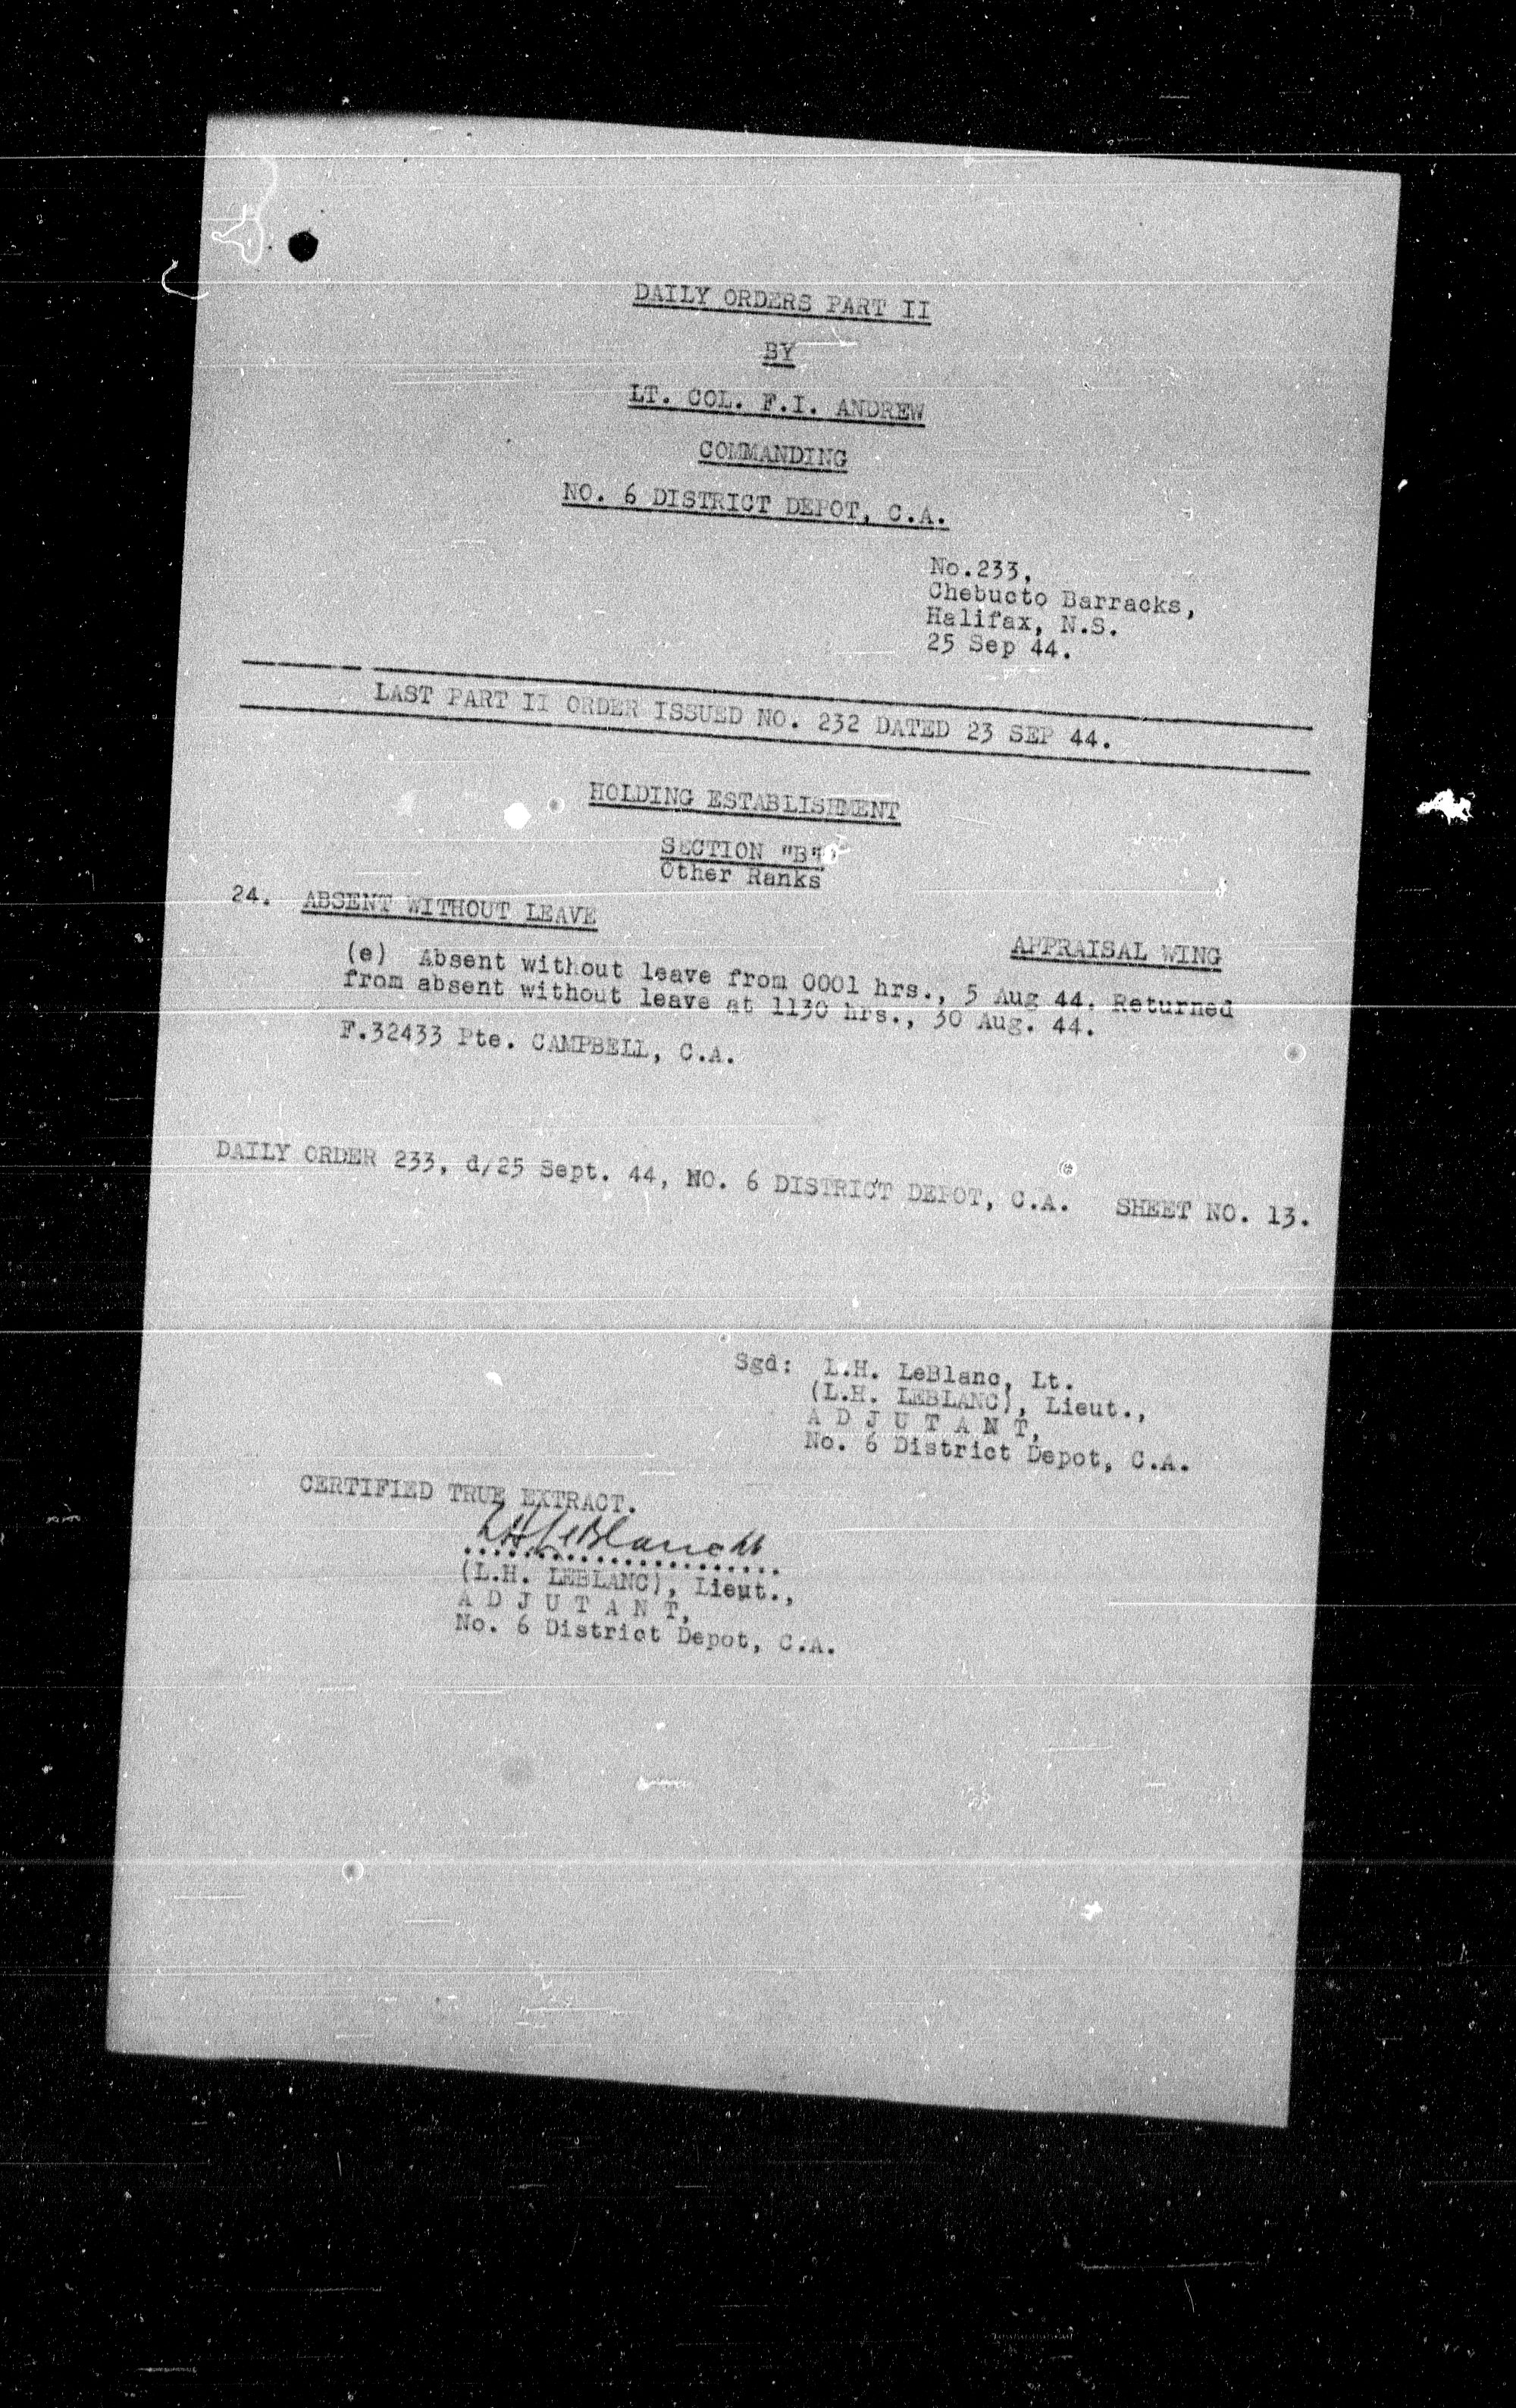 DAILY ORDERS PART II
BY
LT. COL. F.I. ANDREW
COMMANDING
NO. 6 DISTRICT DEPOT, C.A.
No.233,
Chebucto Barracks,
Halifax, N.S.
25 Sep 44.
LAST PART II ORDER ISSUED NO. 232 DATED 23 SEP 44.
HOLDING ESTABLISHMENT
SECTION "B"
Other Ranks
24. ABSENT WITHOUT LEAVE
APPRAISAL WING
(e) Absent without leave from 0001 hrs., 5 Aug 44. Returned
from absent without leave at 1130 hrs., 30 Aug. 44.
F.32433 Pte. CAMPBELL, C.A.
DAILY ORDER 233, d/25 Sept. 44, NO. 6 DISTRICT DEPOT, C.A. SHEET NO. 13.
Sgd: L.H. LeBlanc, Lt.
(L.H. LEBLANC), Lieut.,
A D J U T A N T,
No. 6 District Depot, C.A.
CERTIFIED TRUE EXTRACT.
LH LeBlanc Lt
......................
(L.H. LEBLANC), Lieut.,
A D J U T A N T,
No. 6 District Depot, C.A.